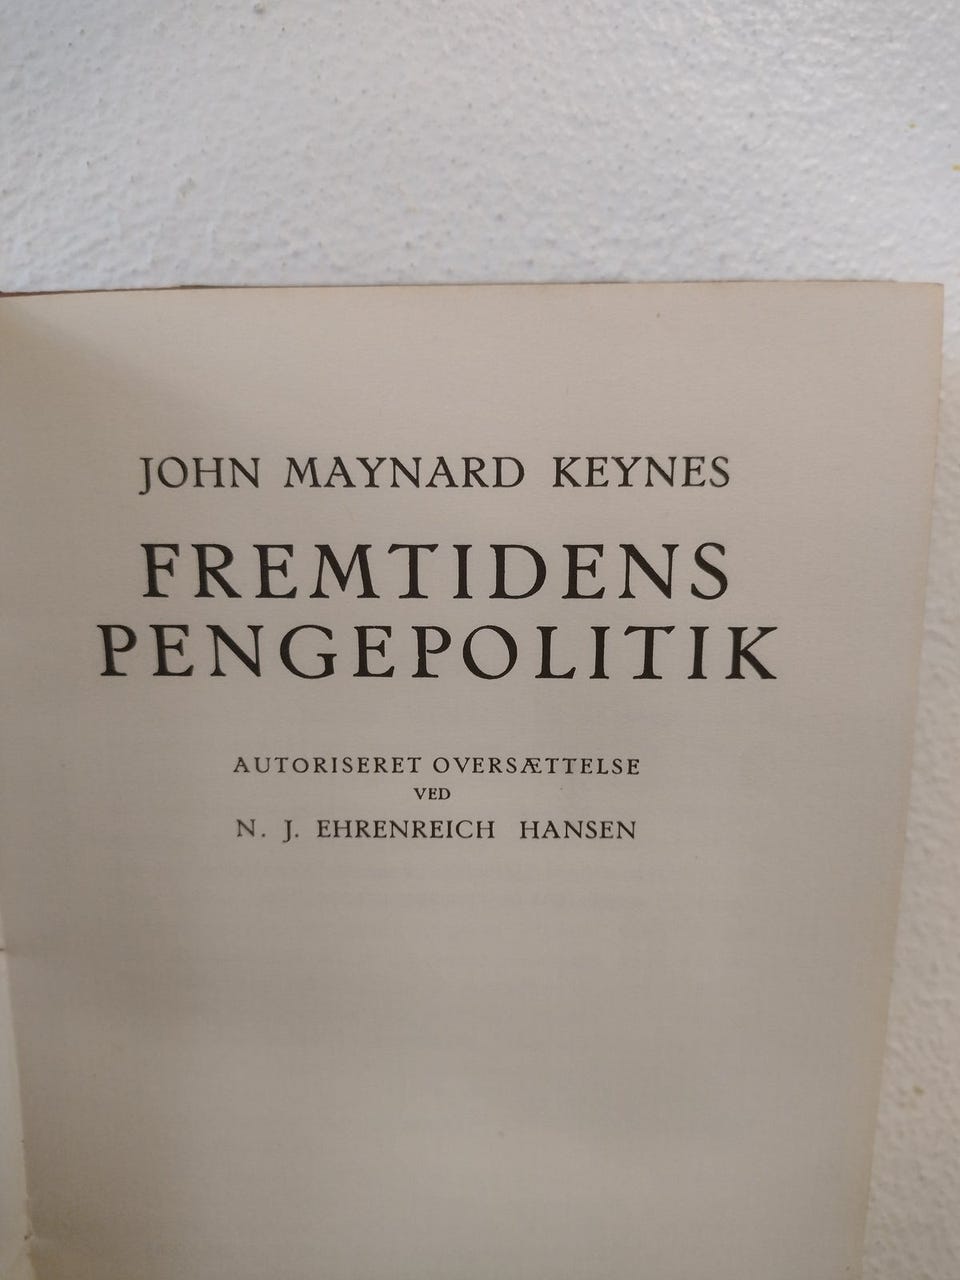 JOHN MAYNARD KEYNES
FREMTIDENS
PENGEPOLITIK
AUTORISERET OVERSÆTTELSE
VED
N. J. EHRENREICH HANSEN